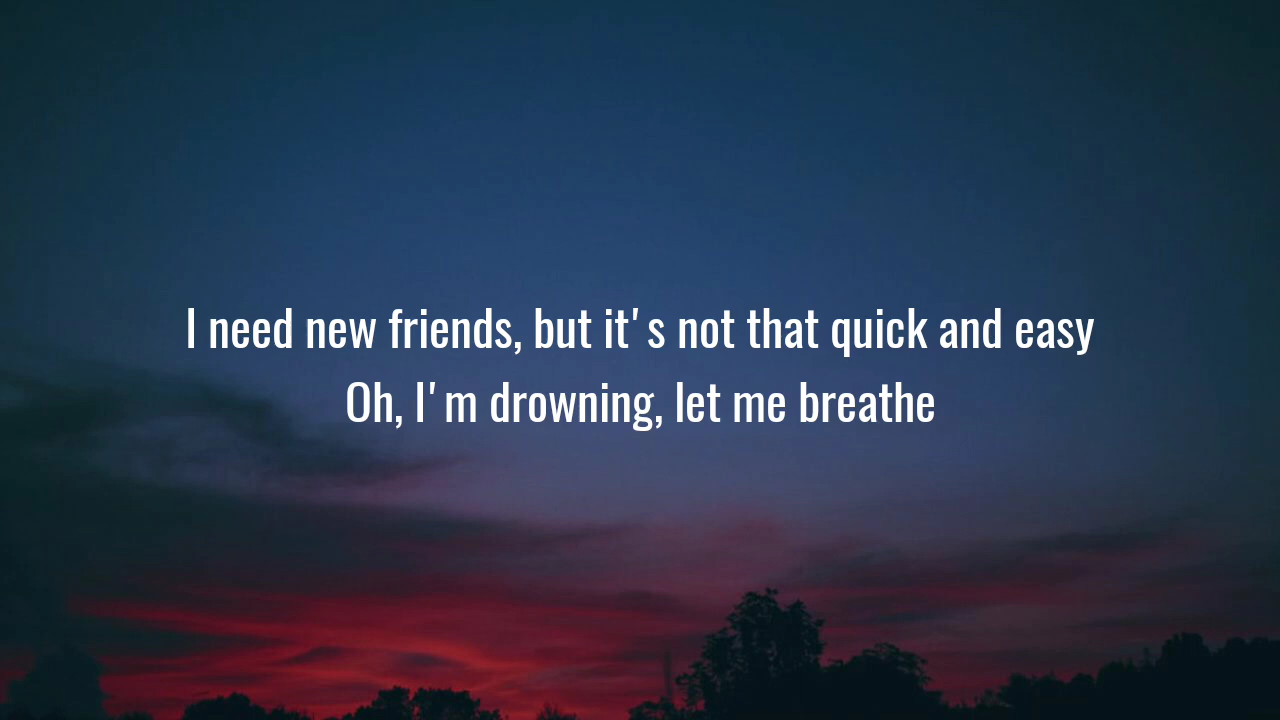 I need new friends, but it's not that quick and easy
Oh, I'm drowning, let me breathe